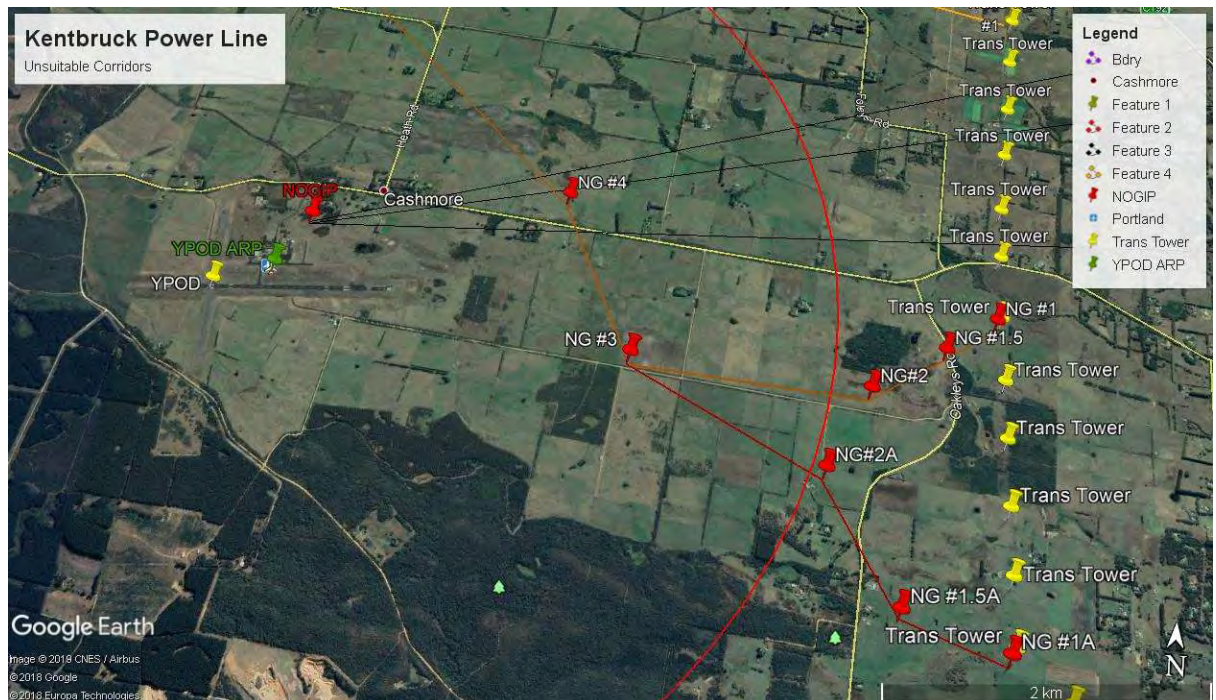 Kentbruck Power Line
Unsuitable Corridors
#1
Trans Tower
Trans Tower
Trans Tower
Trans Tower
Trans Tower
Legend
Bdry
Cashmore
Feature 1
Feature 2
Feature 3
Feature 4
NOGIP
Portland
Trans Tower
YPOD ARP
Heath Rd
Rd
NOGIP
Cashmore
NG #4
YPOD ARP
YPOD
Trans Tower
NG #1
NG #3
NG #1.5
NG#2
Oakleys Rd
Trans Tower
Trans Tower
NG#2A
Trans Tower
Trans Tower
NG #1.5A
Trans Tower
NG #1A
Google Earth
Image © 2018 CNES / Airbus
© 2018 Google
© 2018 Europa Technologies
2 km
N